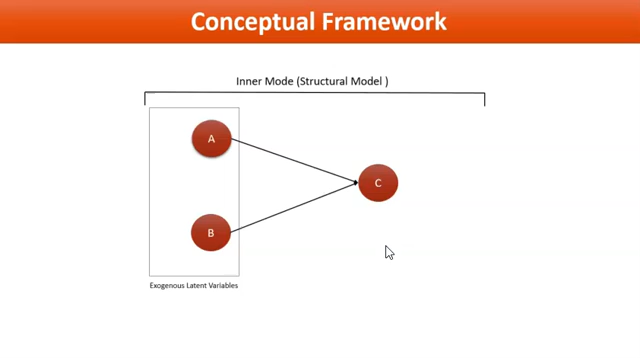 Conceptual Framework
Inner Mode (Structural Model )
A
C
B
Exogenous Latent Variables